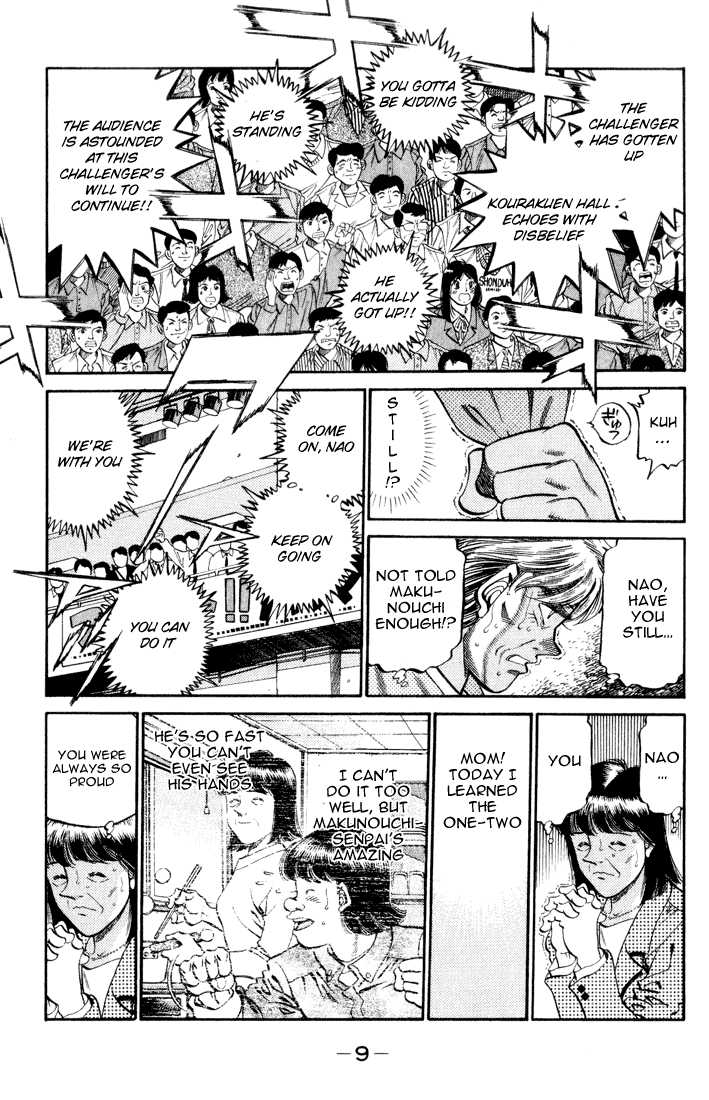 THE
CHALLENGER
HAS GOTTEN
UP
KOURAKUEN HALL
ECHOES WITH
DISBELIEF
YOU GOTTA
BE KIDDING
HE'S
STANDING
HE
ACTUALLY
GOT UP!!
THE AUDIENCE
IS ASTOUNDED
AT THIS
CHALLENGER'S
WILL TO
CONTINUE!!
KUH
...
ぎゅっ
STILL!?
COME
ON, NAO
WE'RE
WITH YOU
KEEP ON
GOING
YOU CAN
DO IT
!!
NAO,
HAVE
YOU
STILL...
NOT TOLD
MAKU-
NOUCHI
ENOUGH!?
NAO
...
YOU
MOM!
TODAY I
LEARNED
THE
ONE-TWO
I CAN'T
DO IT TOO
WELL, BUT
MAKUNOUCHI-
SENPAI'S
AMAZING
HE'S SO FAST
YOU CAN'T
EVEN SEE
HIS HANDS
YOU WERE
ALWAYS SO
PROUD
-9-